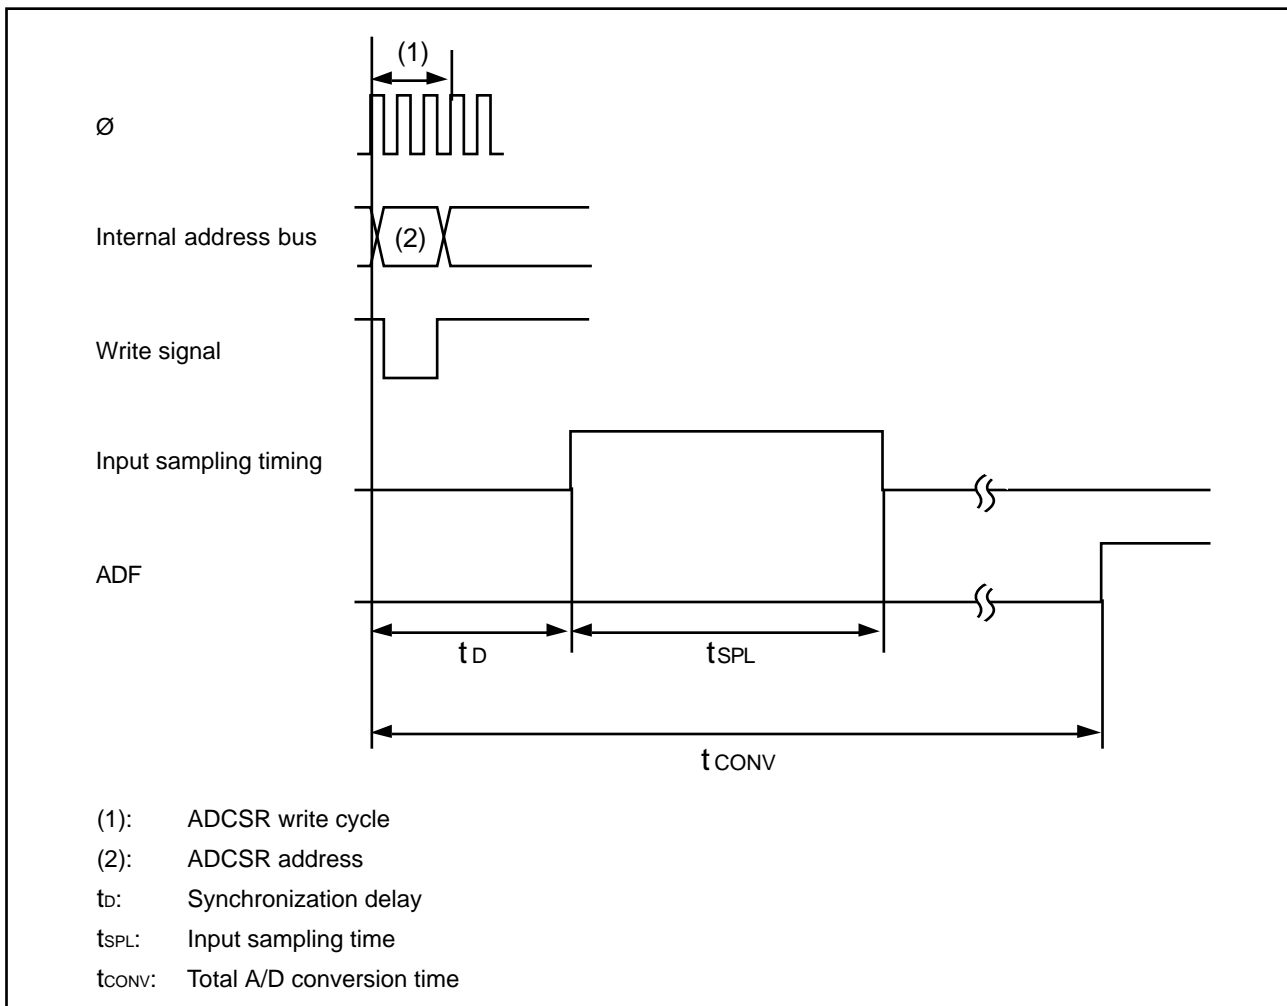 (1)
Ø
Internal address bus
(2)
Write signal
Input sampling timing
ADF
tD
tSPL
tCONV
(1): ADCSR write cycle
(2): ADCSR address
tD: Synchronization delay
tSPL: Input sampling time
tCONV: Total A/D conversion time